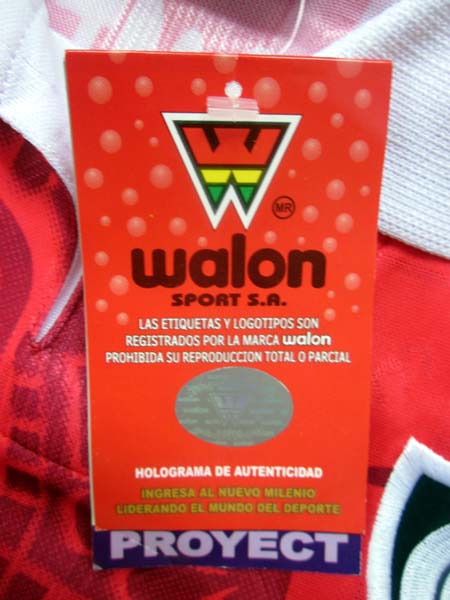 W
MR
walon
SPORT S.A.
LAS ETIQUETAS Y LOGOTIPOS SON
REGISTRADOS POR LA MARCA walon
PROHIBIDA SU REPRODUCCION TOTAL O PARCIAL
HOLOGRAMA DE AUTENTICIDAD
INGRESA AL NUEVO MILENIO
LIDERANDO EL MUNDO DEL DEPORTE
PROYECT